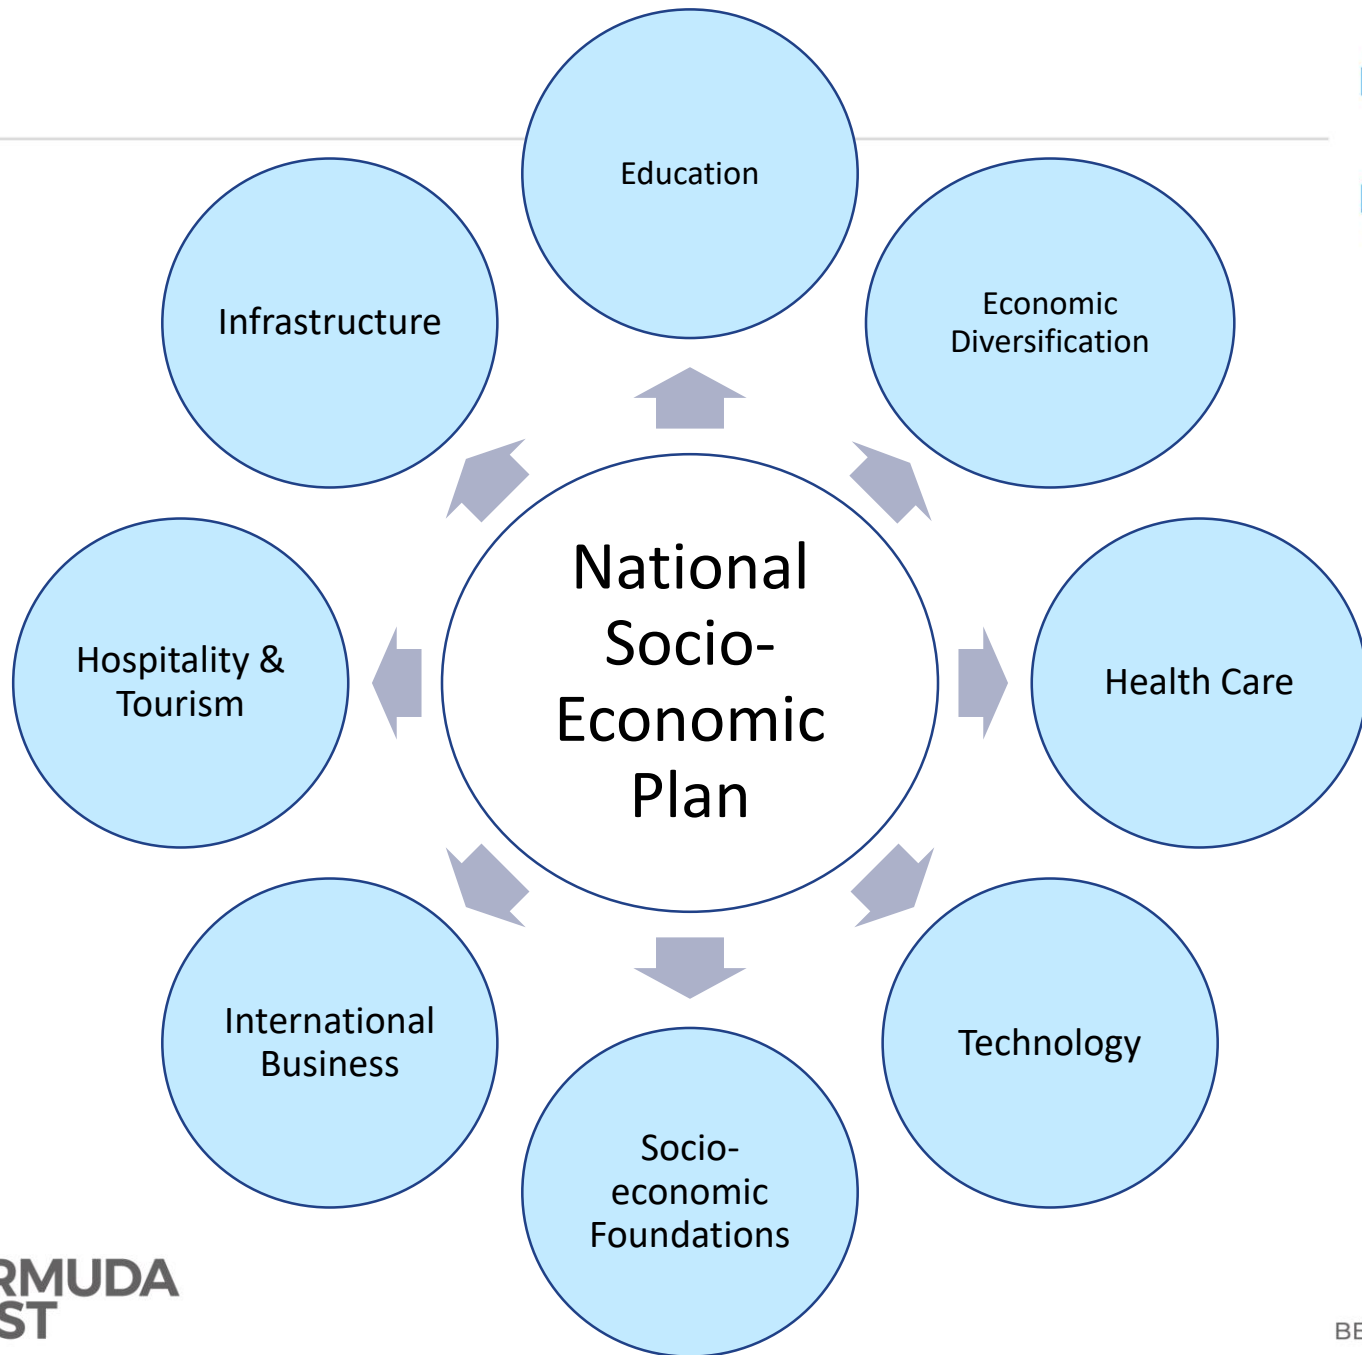 Education
Economic
Diversification
Infrastructure
Health Care
National
Socio-
Economic
Plan
Hospitality &
Tourism
Technology
International
Business
Socio-
economic
Foundations
RMUDA
ST
BE